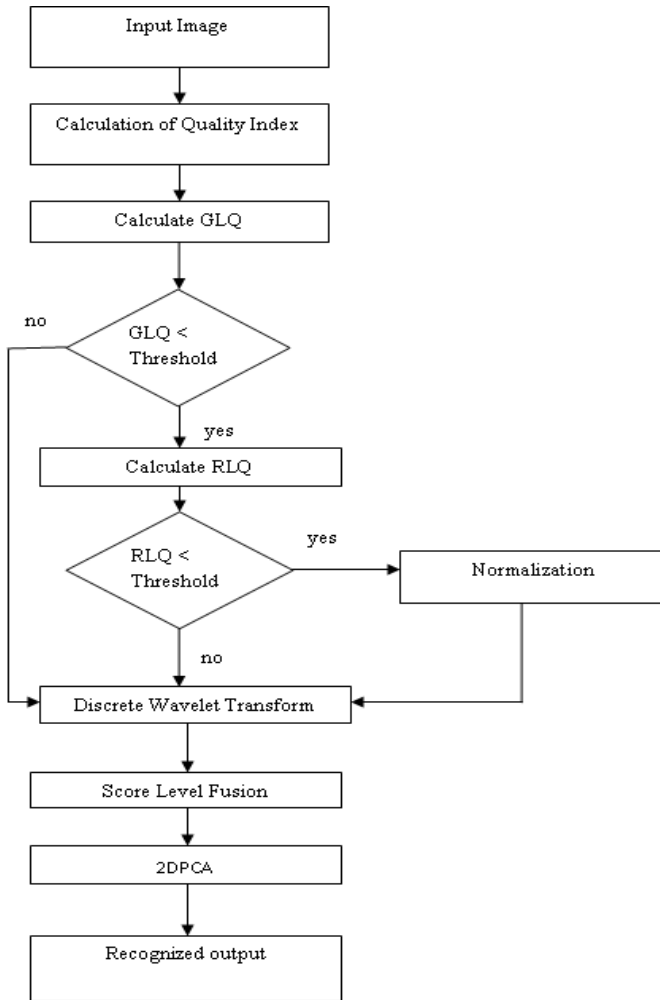 Input Image
Calculation of Quality Index
Calculate GLQ
no
GLQ <
Threshold
yes
Calculate RLQ
RLQ <
Threshold
yes
Normalization
no
Discrete Wavelet Transform
Score Level Fusion
2DPCA
Recognized output